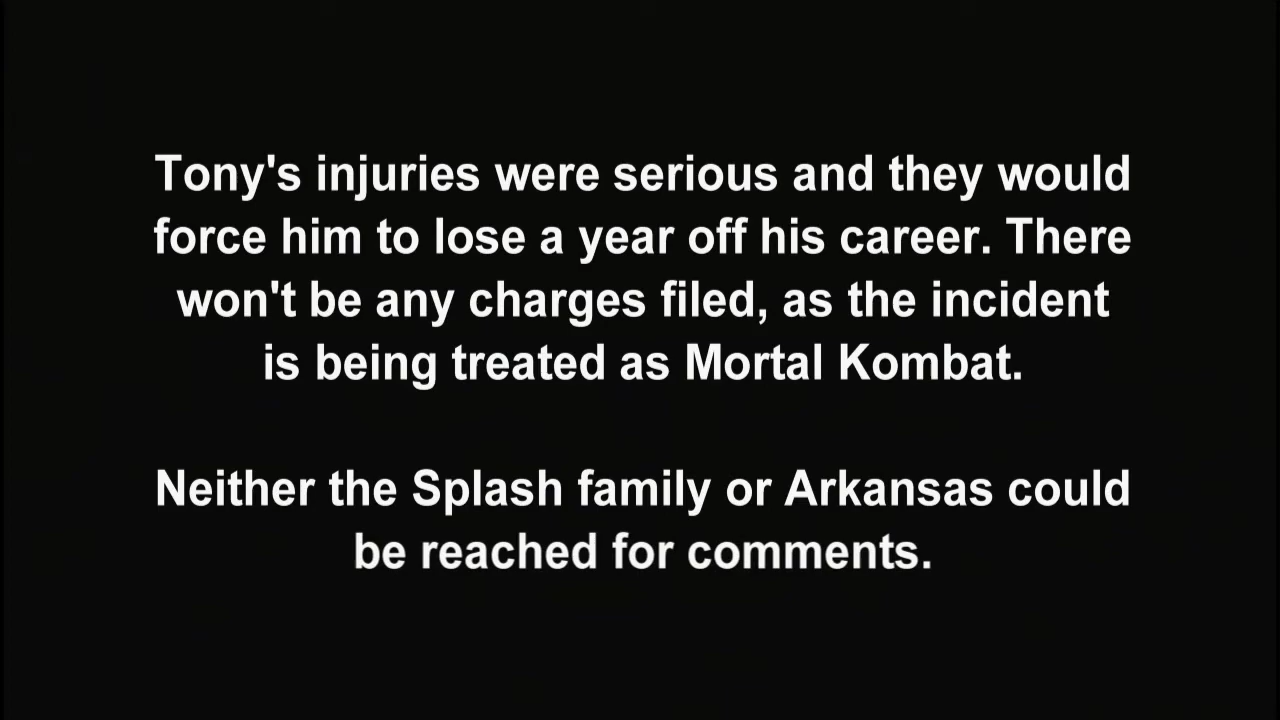 Tony's injuries were serious and they would
force him to lose a year off his career. There
won't be any charges filed, as the incident
is being treated as Mortal Kombat.
Neither the Splash family or Arkansas could
be reached for comments.